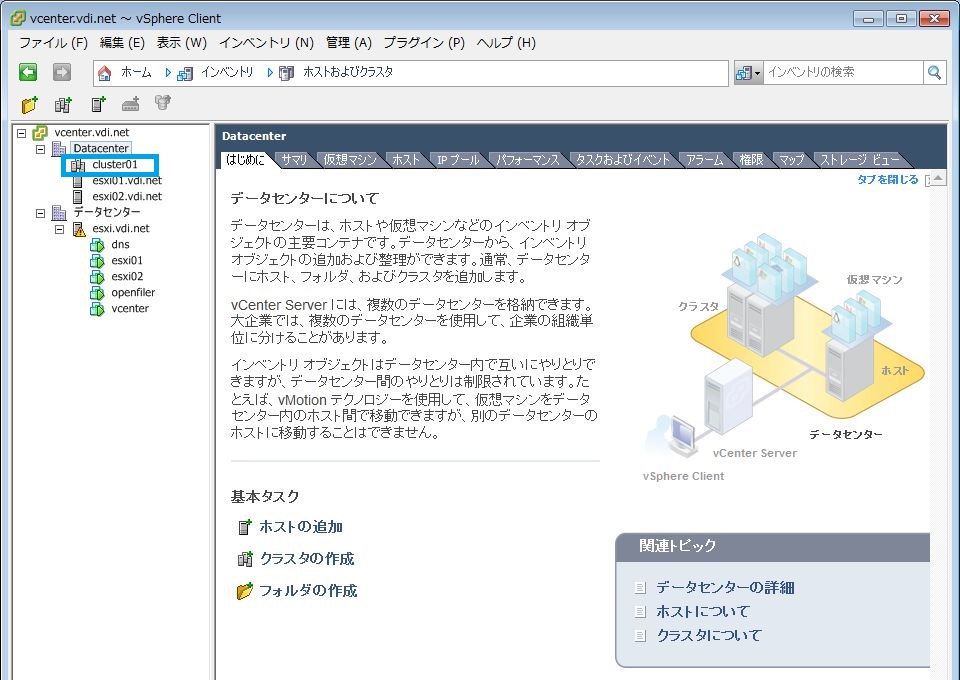 vcenter.vdi.net ～ vSphere Client
ファイル (F) 編集 (E) 表示 (W) インベントリ (N) 管理 (A) プラグイン (P) ヘルプ (H)
ホーム インベントリ ホストおよびクラスタ インベントリの検索
vcenter.vdi.net
Datacenter
cluster01
esxi01.vdi.net
esxi02.vdi.net
データセンター
esxi.vdi.net
dns
esxi01
esxi02
openfiler
vcenter
Datacenter
はじめに サマリ 仮想マシン ホスト IP プール パフォーマンス タスクおよびイベント アラーム 権限 マップ ストレージ ビュー
タブを閉じる
データセンターについて
データセンターは、ホストや仮想マシンなどのインベントリ オブ
ジェクトの主要コンテナです。データセンターから、インベントリ
オブジェクトの追加および整理ができます。通常、データセンタ
ーにホスト、フォルダ、およびクラスタを追加します。
vCenter Server には、複数のデータセンターを格納できます。
大企業では、複数のデータセンターを使用して、企業の組織単
位に分けることがあります。
インベントリ オブジェクトはデータセンター内で互いにやりとりで
きますが、データセンター間のやりとりは制限されています。た
とえば、vMotion テクノロジーを使用して、仮想マシンをデータ
センター内のホスト間で移動できますが、別のデータセンターの
ホストに移動することはできません。
クラスタ
仮想マシン
ホスト
データセンター
vCenter Server
vSphere Client
基本タスク
ホストの追加
クラスタの作成
フォルダの作成
関連トピック
データセンターの詳細
ホストについて
クラスタについて